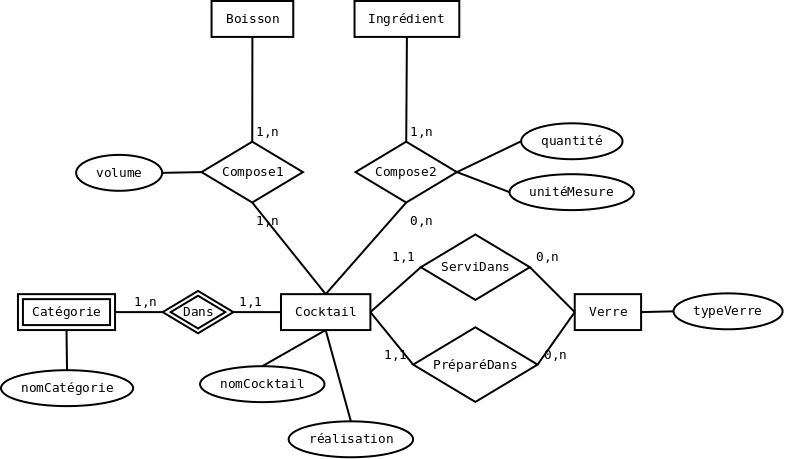 Boisson
Ingrédient
1,n
1,n
quantité
volume
Compose1
Compose2
unitéMesure
1,n
0,n
1,1
0,n
ServiDans
1,n
1,1
Catégorie
Dans
Cocktail
Verre
typeVerre
1,1
0,n
PréparéDans
nomCatégorie
nomCocktail
réalisation